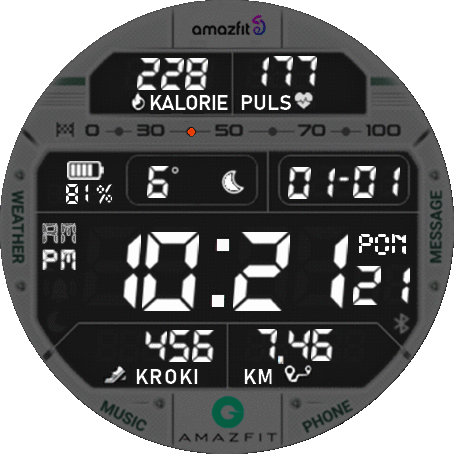 amazfit
228 177
KALORIE PULS
0 30 50 70 100
81% 6° 01-01
WEATHER
MESSAGE
AM
PM
10:21 PON
21
456 7.46
KROKI KM
MUSIC
PHONE
G
AMAZFIT